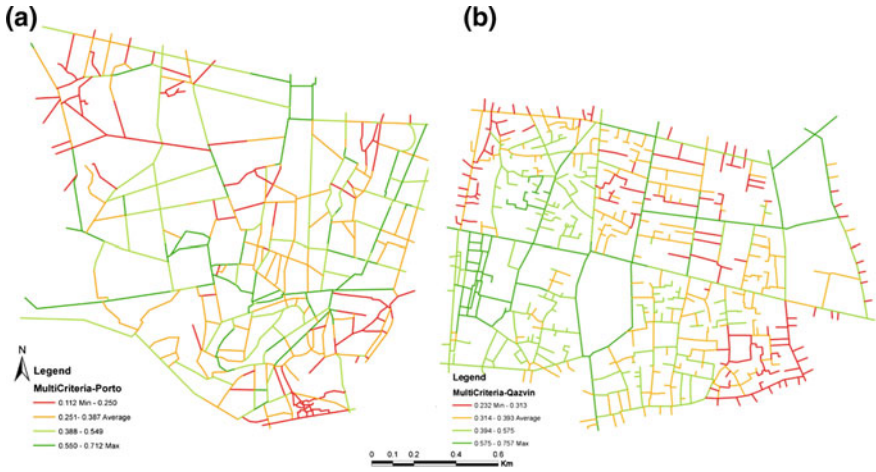 (a)
(b)
N
Legend
MultiCriteria-Porto
0.112 Min - 0.250
0.251- 0.387 Average
0.388 - 0.549
0.550 - 0.712 Max
Legend
MultiCriteria-Qazvin
0.232 Min - 0.313
0.314 - 0.393 Average
0.394 - 0.575
0.575 - 0.757 Max
0 0.1 0.2 0.4 0.6
Km